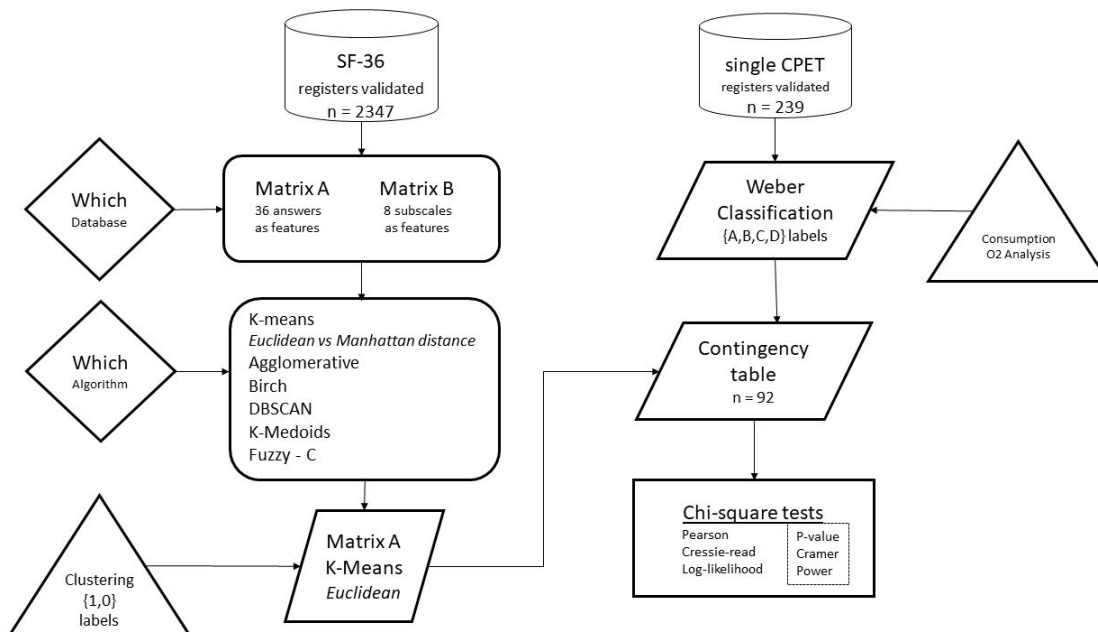 SF-36
registers validated
n = 2347
single CPET
registers validated
n = 239
Which
Database
Matrix A
36 answers
as features
Matrix B
8 subscales
as features
Weber
Classification
{A,B,C,D} labels
Consumption
O2 Analysis
Which
Algorithm
K-means
Euclidean vs Manhattan distance
Agglomerative
Birch
DBSCAN
K-Medoids
Fuzzy - C
Contingency
table
n = 92
Clustering
{1,0}
labels
Matrix A
K-Means
Euclidean
Chi-square tests
Pearson
Cressie-read
Log-likelihood
P-value
Cramer
Power